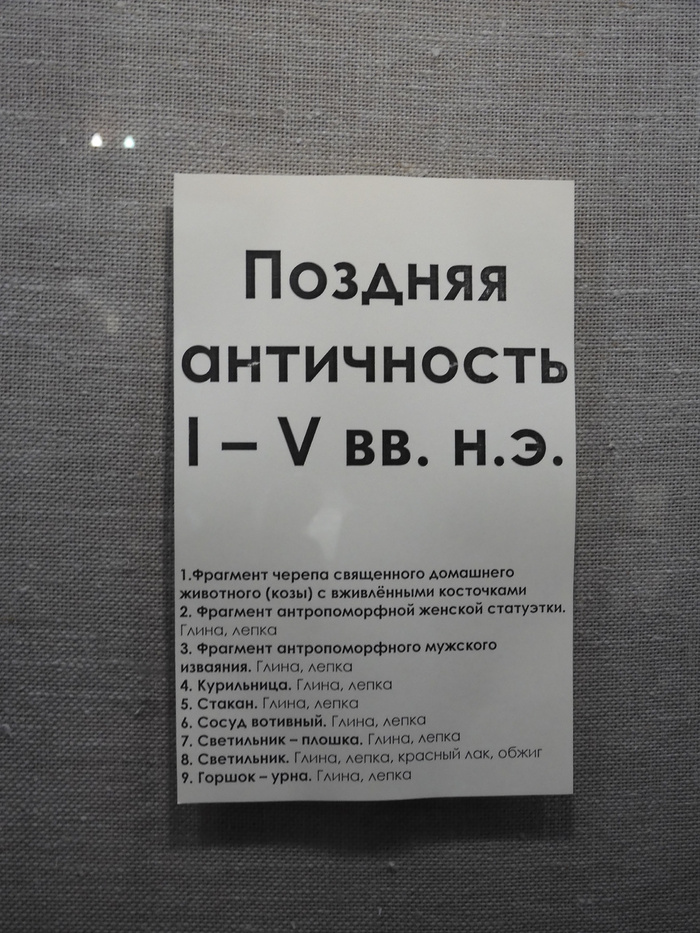 Поздняя
античность
I – V вв. н.э.
1.Фрагмент черепа священного домашнего
животного (козы) с вживлёнными косточками
2. Фрагмент антропоморфной женской статуэтки.
Глина, лепка
3. Фрагмент антропоморфного мужского
изваяния. Глина, лепка
4. Курильница. Глина, лепка
5. Стакан. Глина, лепка
6. Сосуд вотивный. Глина, лепка
7. Светильник – плошка. Глина, лепка
8. Светильник. Глина, лепка, красный лак, обжиг
9. Горшок – урна. Глина, лепка